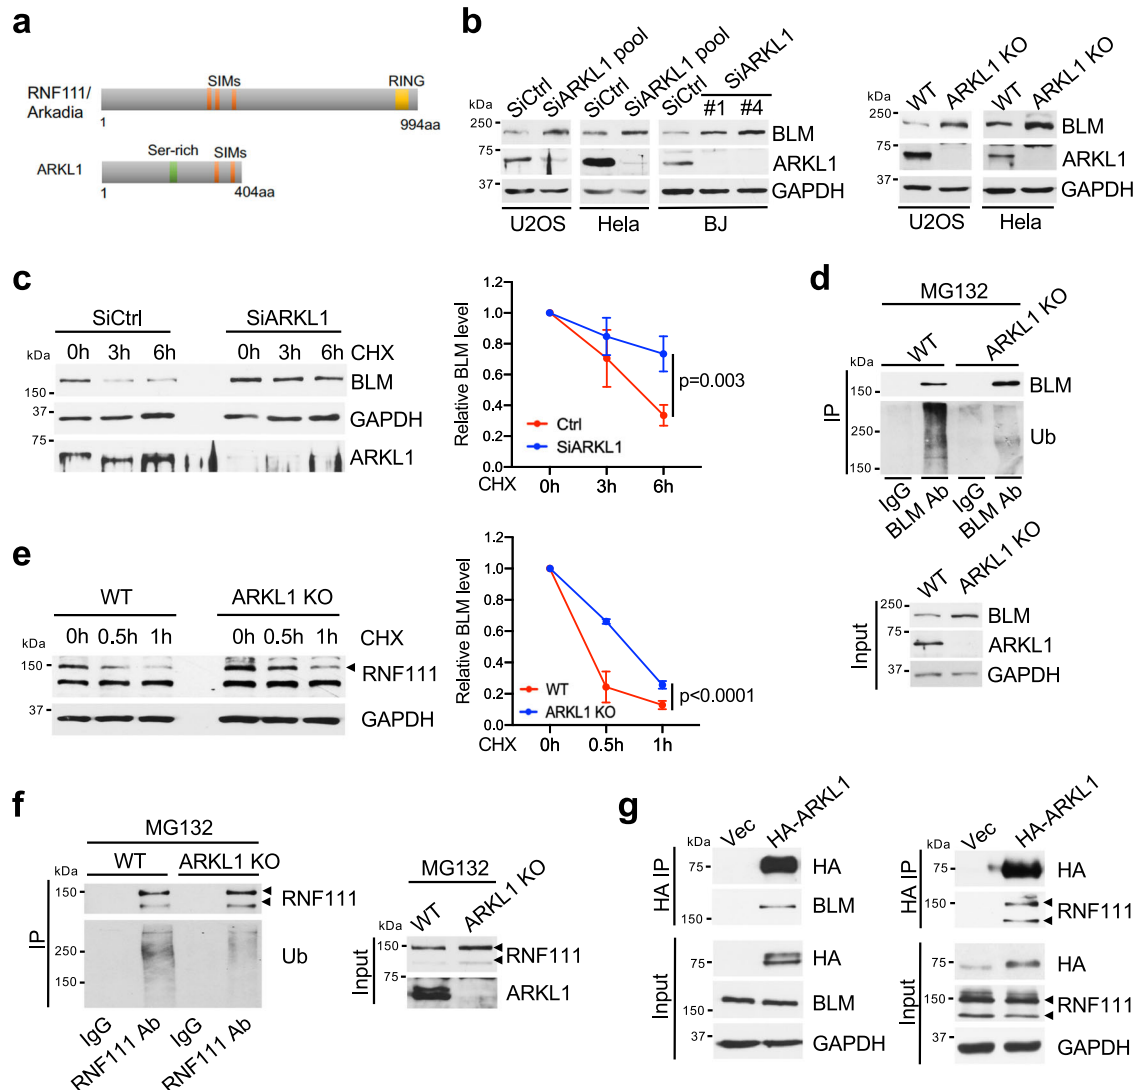 a
SIMs
RING
RNF111/
Arkadia
1
994aa
Ser-rich
SIMs
ARKL1
1
404aa
b
SiCtrl
SiARKL1 pool
SiCtrl
SiARKL1 pool
SiCtrl
SiARKL1
#1
#4
kDa
250
BLM
75
ARKL1
37
GAPDH
U2OS
Hela
BJ
WT
ARKL1 KO
WT
ARKL1 KO
kDa
250
BLM
75
ARKL1
37
GAPDH
U2OS
Hela
c
SiCtrl
SiARKL1
kDa
0h
3h
6h
0h
3h
6h
CHX
BLM
150
37
GAPDH
75
ARKL1
Relative BLM level
1.2
1.0
0.8
0.6
0.4
0.2
0.0
p=0.003
Ctrl
SiARKL1
CHX
0h
3h
6h
d
MG132
WT
ARKL1 KO
kDa
IP
150
BLM
250
Ub
150
IgG
BLM Ab
IgG
BLM Ab
WT
ARKL1 KO
kDa
Input
250
BLM
75
ARKL1
37
GAPDH
e
WT
ARKL1 KO
kDa
0h
0.5h
1h
0h
0.5h
1h
CHX
150
RNF111
37
GAPDH
Relative BLM level
1.2
1.0
0.8
0.6
0.4
0.2
0.0
p<0.0001
WT
ARKL1 KO
CHX
0h
0.5h
1h
f
MG132
WT
ARKL1 KO
kDa
IP
150
RNF111
250
Ub
150
IgG
RNF111 Ab
IgG
RNF111 Ab
MG132
WT
ARKL1 KO
kDa
Input
150
RNF111
75
ARKL1
g
Vec
HA-ARKL1
kDa
HA IP
75
HA
BLM
150
Input
75
HA
150
BLM
37
GAPDH
Vec
HA-ARKL1
kDa
HA IP
75
HA
150
RNF111
Input
75
HA
150
RNF111
37
GAPDH